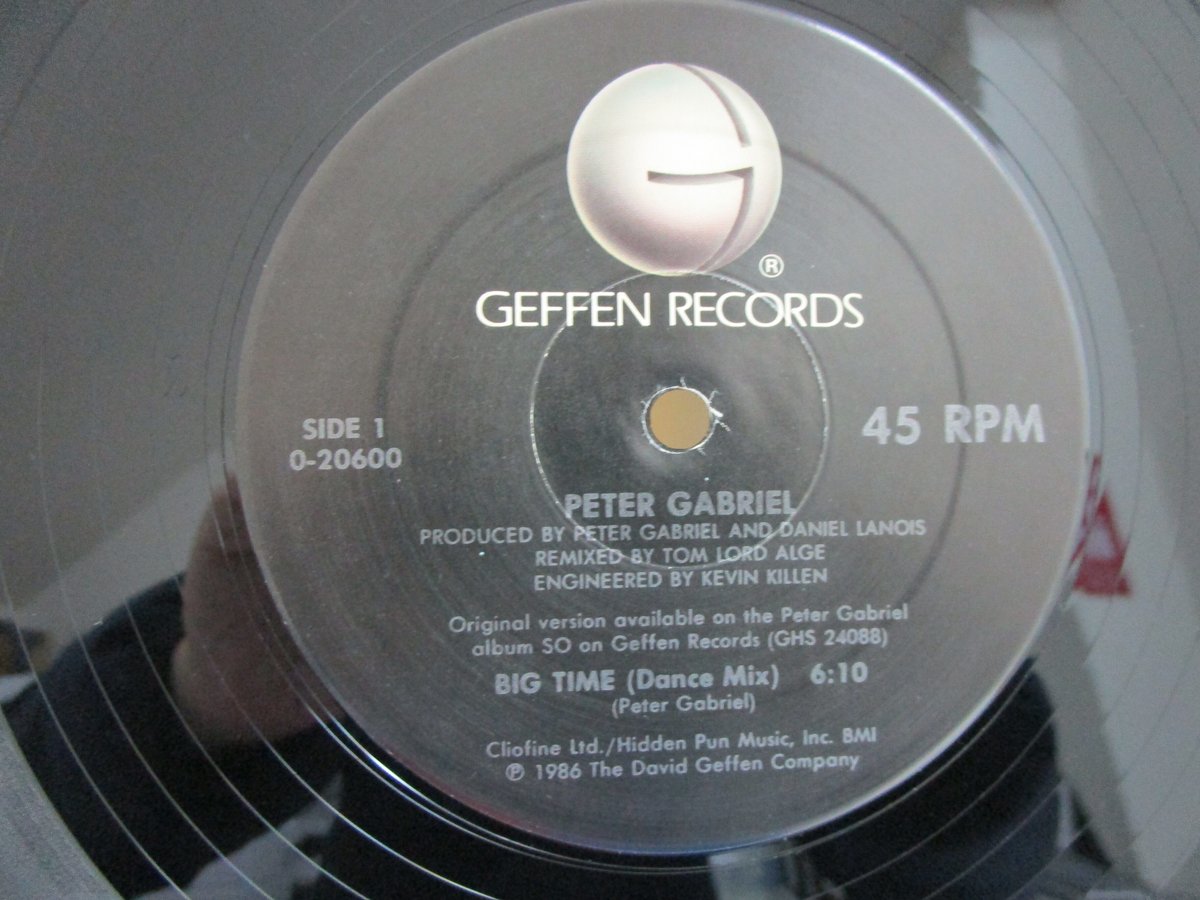 ®
GEFFEN RECORDS
SIDE 1
0-20600
45 RPM
PETER GABRIEL
PRODUCED BY PETER GABRIEL AND DANIEL LANOIS
REMIXED BY TOM LORD ALGE
ENGINEERED BY KEVIN KILLEN
Original version available on the Peter Gabriel
album SO on Geffen Records (GHS 24088)
BIG TIME (Dance Mix) 6:10
(Peter Gabriel)
Cliofine Ltd./Hidden Pun Music, Inc. BMI
℗ 1986 The David Geffen Company